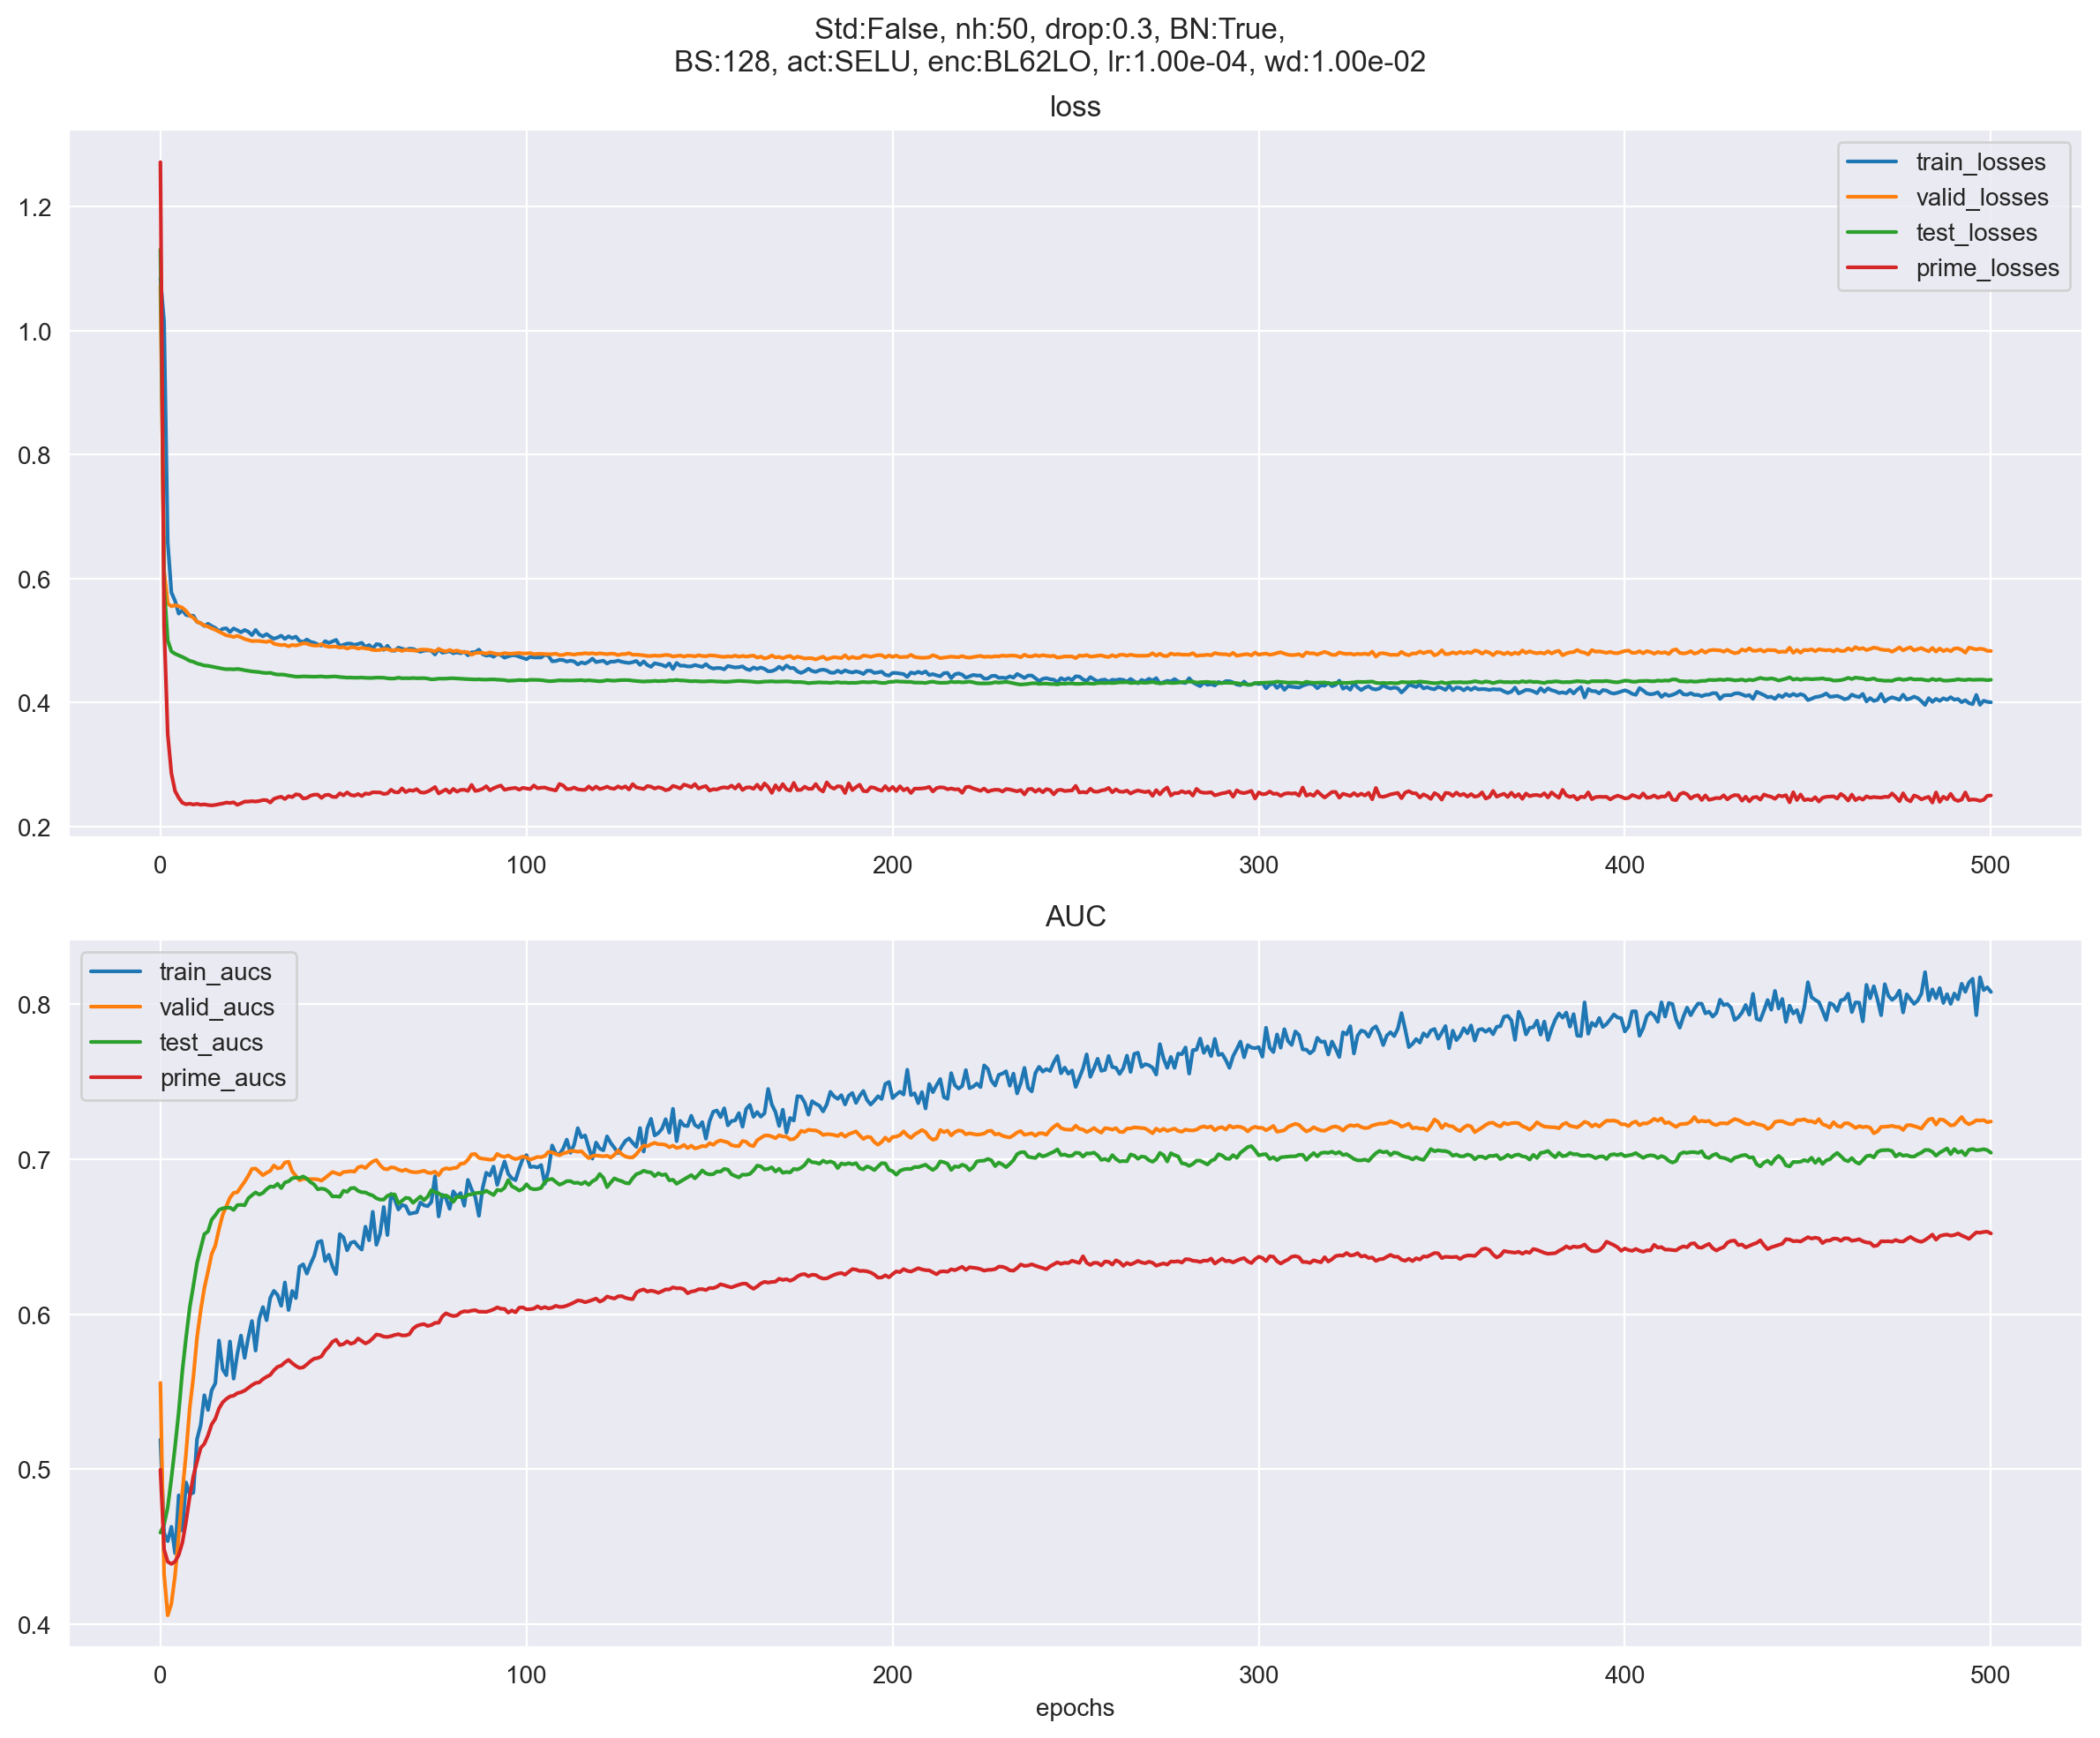 Std:False, nh:50, drop:0.3, BN:True,
BS:128, act:SELU, enc:BL62LO, lr:1.00e-04, wd:1.00e-02
loss
train_losses
valid_losses
test_losses
prime_losses
1.2
1.0
0.8
0.6
0.4
0.2
0 100 200 300 400 500
AUC
train_aucs
valid_aucs
test_aucs
prime_aucs
0.8
0.7
0.6
0.5
0.4
0 100 200 300 400 500
epochs